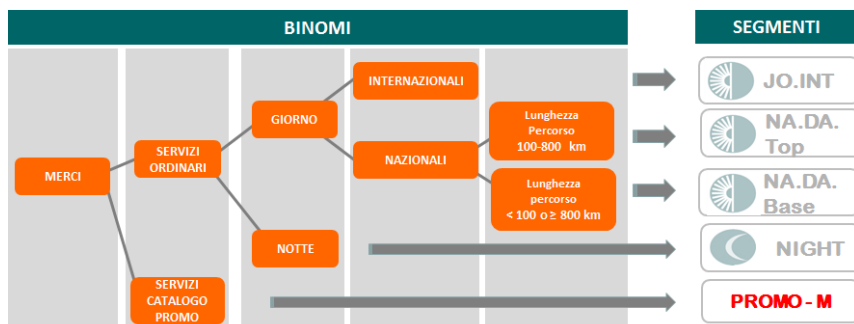 BINOMI
SEGMENTI
MERCI
SERVIZI
ORDINARI
SERVIZI
CATALOGO
PROMO
GIORNO
NOTTE
INTERNAZIONALI
NAZIONALI
Lunghezza
Percorso
100-800 km
Lunghezza
percorso
< 100 o ≥ 800 km
JO.INT
NA.DA.
Top
NA.DA.
Base
NIGHT
PROMO - M